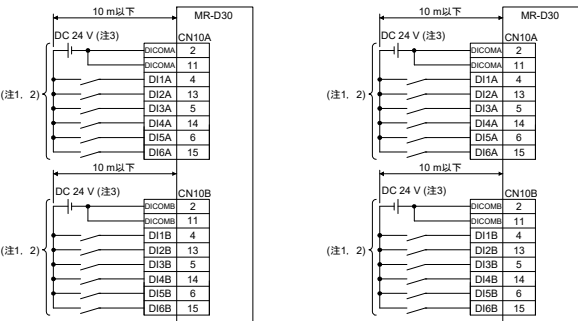 10 m以下
MR-D30
DC 24 V (注3)
CN10A
DICOMA 2
DICOMA 11
DI1A 4
DI2A 13
(注1．2)
DI3A 5
DI4A 14
DI5A 6
DI6A 15
10 m以下
DC 24 V (注3)
CN10B
DICOMB 2
DICOMB 11
DI1B 4
DI2B 13
(注1．2)
DI3B 5
DI4B 14
DI5B 6
DI6B 15
10 m以下
MR-D30
DC 24 V (注3)
CN10A
DICOMA 2
DICOMA 11
DI1A 4
DI2A 13
(注1．2)
DI3A 5
DI4A 14
DI5A 6
DI6A 15
10 m以下
DC 24 V (注3)
CN10B
DICOMB 2
DICOMB 11
DI1B 4
DI2B 13
(注1．2)
DI3B 5
DI4B 14
DI5B 6
DI6B 15